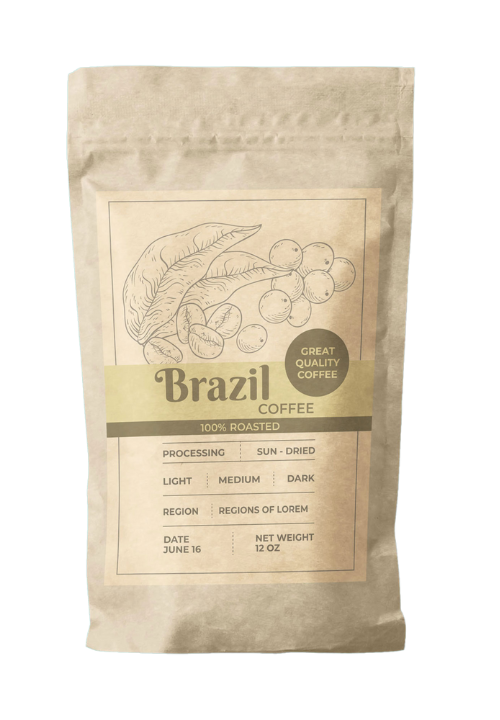 GREAT
QUALITY
COFFEE
Brazil
COFFEE
100% ROASTED
PROCESSING SUN - DRIED
LIGHT MEDIUM DARK
REGION REGIONS OF LOREM
DATE NET WEIGHT
JUNE 16 12 OZ